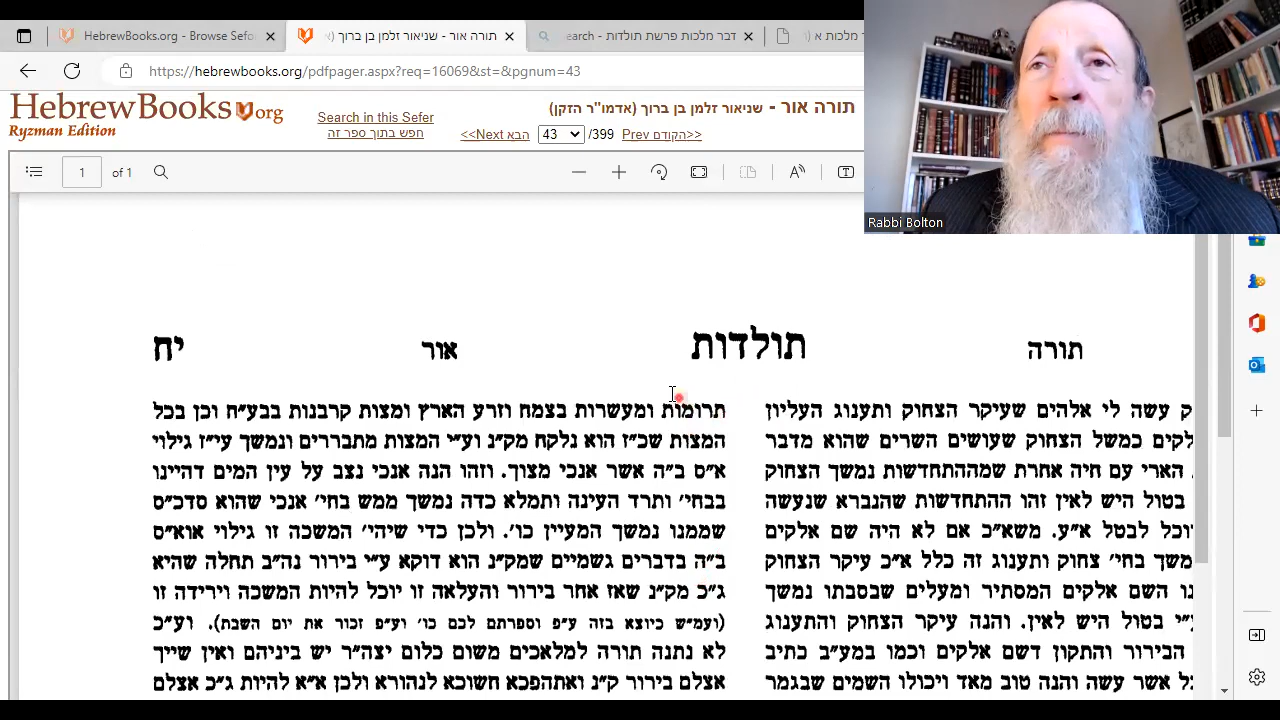 HebrewBooks.org - Browse Sefo
תורה אור - שניאור זלמן בן ברוך (א
דבר מלכות פרשת תולדות - earch
ר מלכות א
https://hebrewbooks.org/pdfpager.aspx?req=16069&st=&pgnum=43
HebrewBooks.org
Ryzman Edition
Search in this Sefer
חפש בתוך ספר זה
תורה אור - שניאור זלמן בן ברוך (אדמו"ר הזקן)
<<Next הבא
43
/399
Prev הקודם>>
1 of 1
Rabbi Bolton
תורה
תולדות
אור
יח
ק עשה לי אלהים שעיקר הצחוק ותענוג העליון
לקים כמשל הצחוק שעושים השרים שהוא מדבר
הארי עם חיה אחרת שמההתחדשות נמשך הצחוק
בטול היש לאין זהו ההתחדשות שהנברא שנעשה
יוכל לבטל א"ע. משא"כ אם לא היה שם אלקים
משך בחי' צחוק ותענוג זה כלל א"כ עיקר הצחוק
נו השם אלקים המסתיר ומעלים שבסבתו נמשך
"י בטול היש לאין. והנה עיקר הצחוק והתענוג
הבירור והתקון דשם אלקים וכמו במע"ב כתיב
ל אשר עשה והנה טוב מאד ויכולו השמים שבגמר
תרומות ומעשרות בצמח וזרע הארץ ומצות קרבנות בבע"ח וכן בכל
המצות שכ"ז הוא נלקח מק"נ וע"י המצות מתבררים ונמשך עי"ז גילוי
א"ס ב"ה אשר אנכי מצוך. וזהו הנה אנכי נצב על עין המים דהיינו
בבחי' ותרד העינה ותמלא כדה נמשך ממש בחי' אנכי שהוא סדכ"ס
שממנו נמשך המעיין כו'. ולכן כדי שיהי' המשכה זו גילוי אוא"ס
ב"ה בדברים גשמיים שמק"נ הוא דוקא ע"י בירור נה"ב תחלה שהיא
ג"כ מק"נ שאז אחר בירור והעלאה זו יוכל להיות המשכה וירידה זו
(ועמ"ש כיוצא בזה ע"פ וספרתם לכם כו' וע"פ זכור את יום השבת). וע"כ
לא נתנה תורה למלאכים משום כלום יצה"ר יש ביניהם ואין שייך
אצלם בירור ק"נ ואתהפכא חשוכא לנהורא ולכן א"א להיות ג"כ אצלם